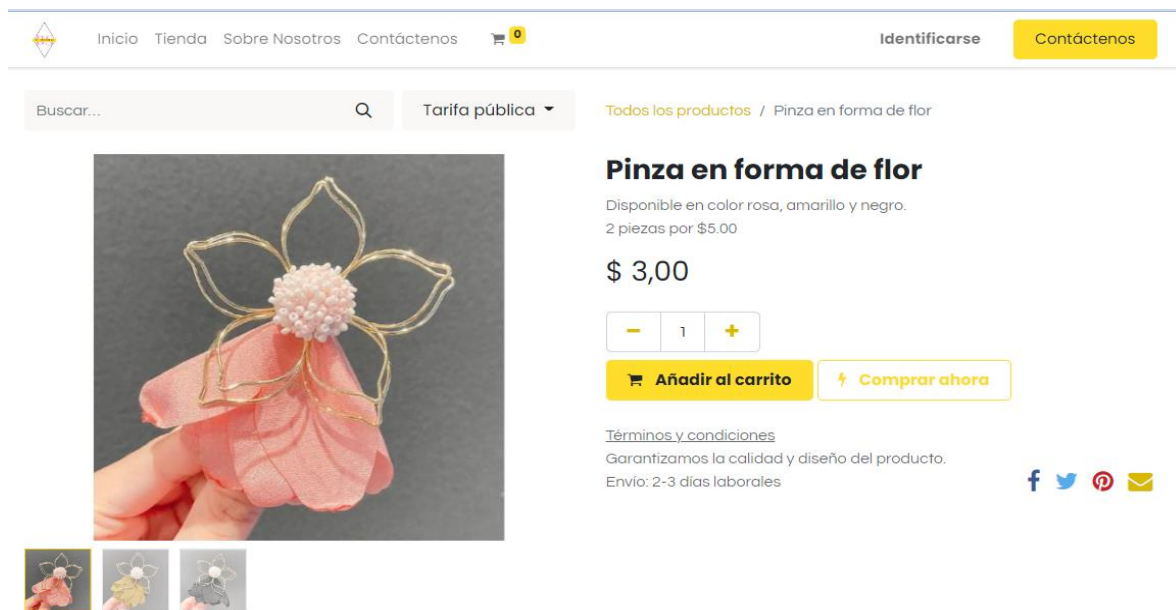 Inicio Tienda Sobre Nosotros Contáctenos 0 Identificarse Contáctenos
Buscar... Tarifa pública
Todos los productos / Pinza en forma de flor
Pinza en forma de flor
Disponible en color rosa, amarillo y negro.
2 piezas por $5.00
$ 3,00
1
Añadir al carrito Comprar ahora
Términos y condiciones
Garantizamos la calidad y diseño del producto.
Envío: 2-3 días laborales